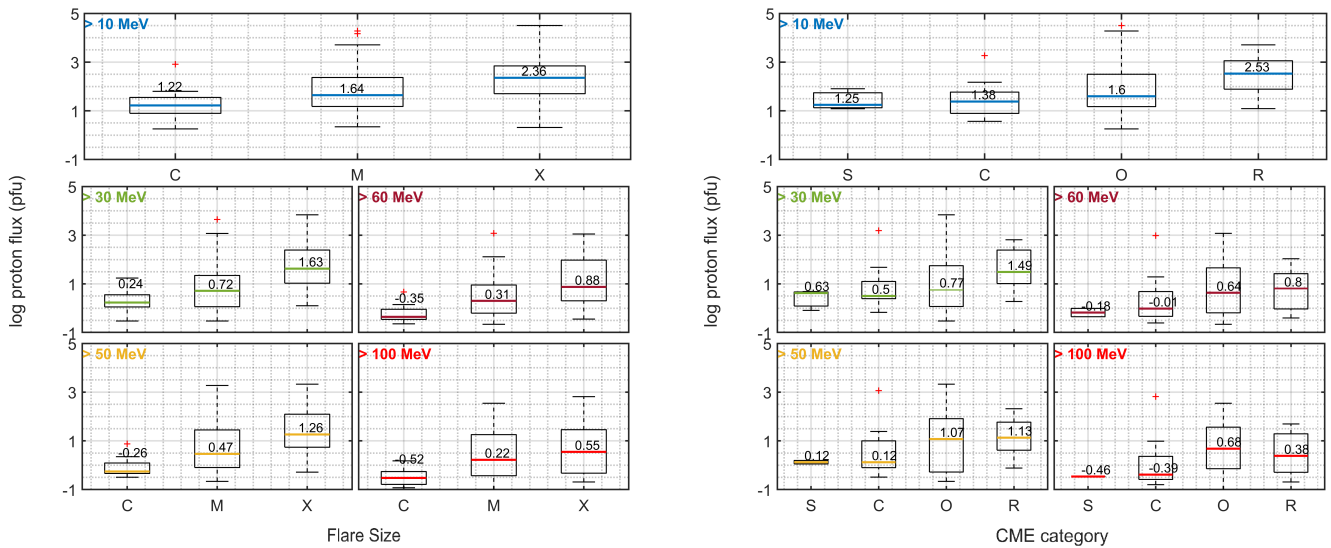 log proton flux (pfu)
> 10 MeV
5
3
1
-1
1.22
1.64
2.36
C M X
> 30 MeV
5
3
1
-1
0.24
0.72
1.63
> 60 MeV
-0.35
0.31
0.88
> 50 MeV
5
3
1
-1
-0.26
0.47
1.26
C M X
> 100 MeV
-0.52
0.22
0.55
C M X
Flare Size
log proton flux (pfu)
> 10 MeV
5
3
1
-1
1.25
1.38
1.6
2.53
S C O R
> 30 MeV
5
3
1
-1
0.63
0.5
0.77
1.49
> 60 MeV
-0.18
-0.01
0.64
0.8
> 50 MeV
5
3
1
-1
0.12
0.12
1.07
1.13
S C O R
> 100 MeV
-0.46
-0.39
0.68
0.38
S C O R
CME category